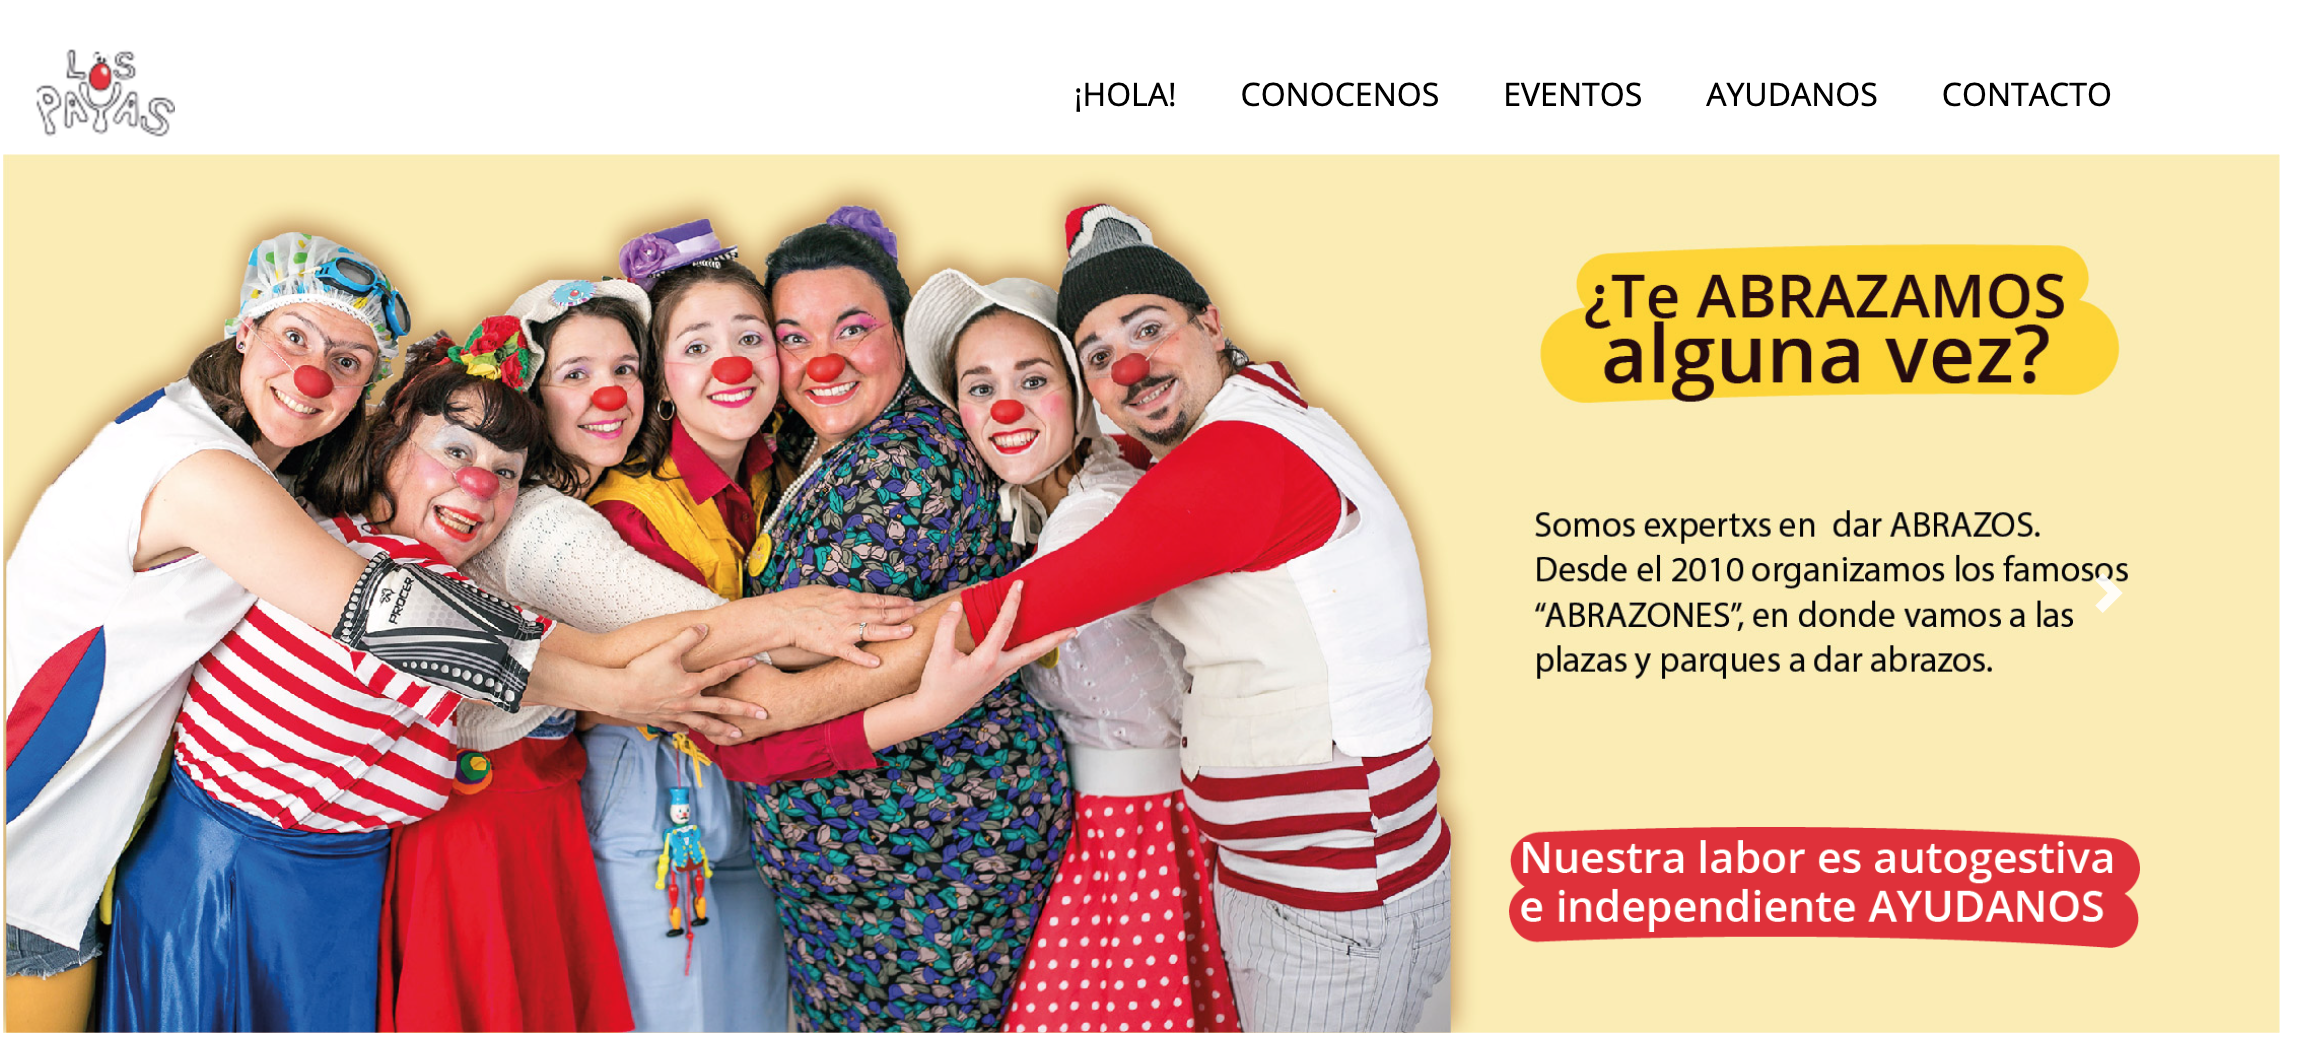 LOS
PAYAS
¡HOLA! CONOCENOS EVENTOS AYUDANOS CONTACTO
¿Te ABRAZAMOS
alguna vez?
Somos expertxs en dar ABRAZOS.
Desde el 2010 organizamos los famosos
“ABRAZONES”, en donde vamos a las
plazas y parques a dar abrazos.
PROCER
Nuestra labor es autogestiva
e independiente AYUDANOS